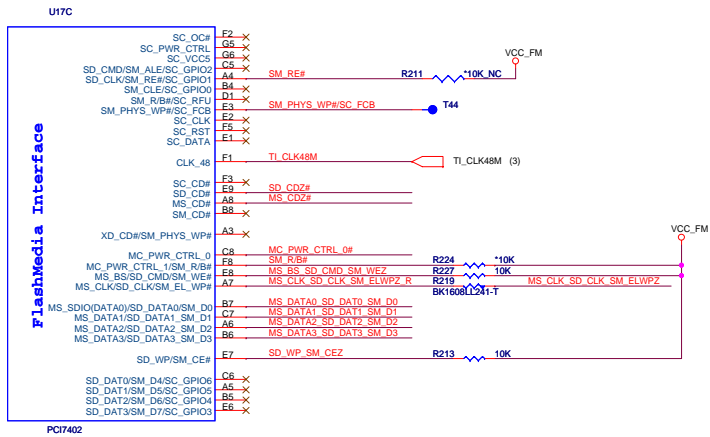 U17C
FlashMedia Interface
SC_OC# F2
SC_PWR_CTRL G5
SC_VCC5 G6
SD_CMD/SM_ALE/SC_GPIO2 C5
SD_CLK/SM_RE#/SC_GPIO1 A4 SM_RE# R211 *10K_NC VCC_FM
SM_CLE/SC_GPIO0 B4
SM_R/B#/SC_RFU D1
SM_PHYS_WP#/SC_FCB E3 SM_PHYS_WP#/SC_FCB T44
SC_CLK E2
SC_RST F5
SC_DATA E1
CLK_48 F1 TI_CLK48M TI_CLK48M (3)
SC_CD# F3
SD_CD# E9 SD_CDZ#
MS_CD# A8 MS_CDZ#
SM_CD# B8
XD_CD#/SM_PHYS_WP# A3
VCC_FM
MC_PWR_CTRL_0 C8 MC_PWR_CTRL_0#
MC_PWR_CTRL_1/SM_R/B# F8 SM_R/B# R224 *10K
MS_BS/SD_CMD/SM_WE# E8 MS_BS_SD_CMD_SM_WEZ R227 10K
MS_CLK/SD_CLK/SM_EL_WP# A7 MS_CLK_SD_CLK_SM_ELWPZ_R R219 MS_CLK_SD_CLK_SM_ELWPZ
BK1608LL241-T
MS_SDIO(DATA0)/SD_DATA0/SM_D0 B7 MS_DATA0_SD_DAT0_SM_D0
MS_DATA1/SD_DATA1/SM_D1 C7 MS_DATA1_SD_DAT1_SM_D1
MS_DATA2/SD_DATA2/SM_D2 A6 MS_DATA2_SD_DAT2_SM_D2
MS_DATA3/SD_DATA3/SM_D3 B6 MS_DATA3_SD_DAT3_SM_D3
SD_WP/SM_CE# E7 SD_WP_SM_CEZ R213 10K
SD_DAT0/SM_D4/SC_GPIO6 C6
SD_DAT1/SM_D5/SC_GPIO5 A5
SD_DAT2/SM_D6/SC_GPIO4 B5
SD_DAT3/SM_D7/SC_GPIO3 E6
PCI7402